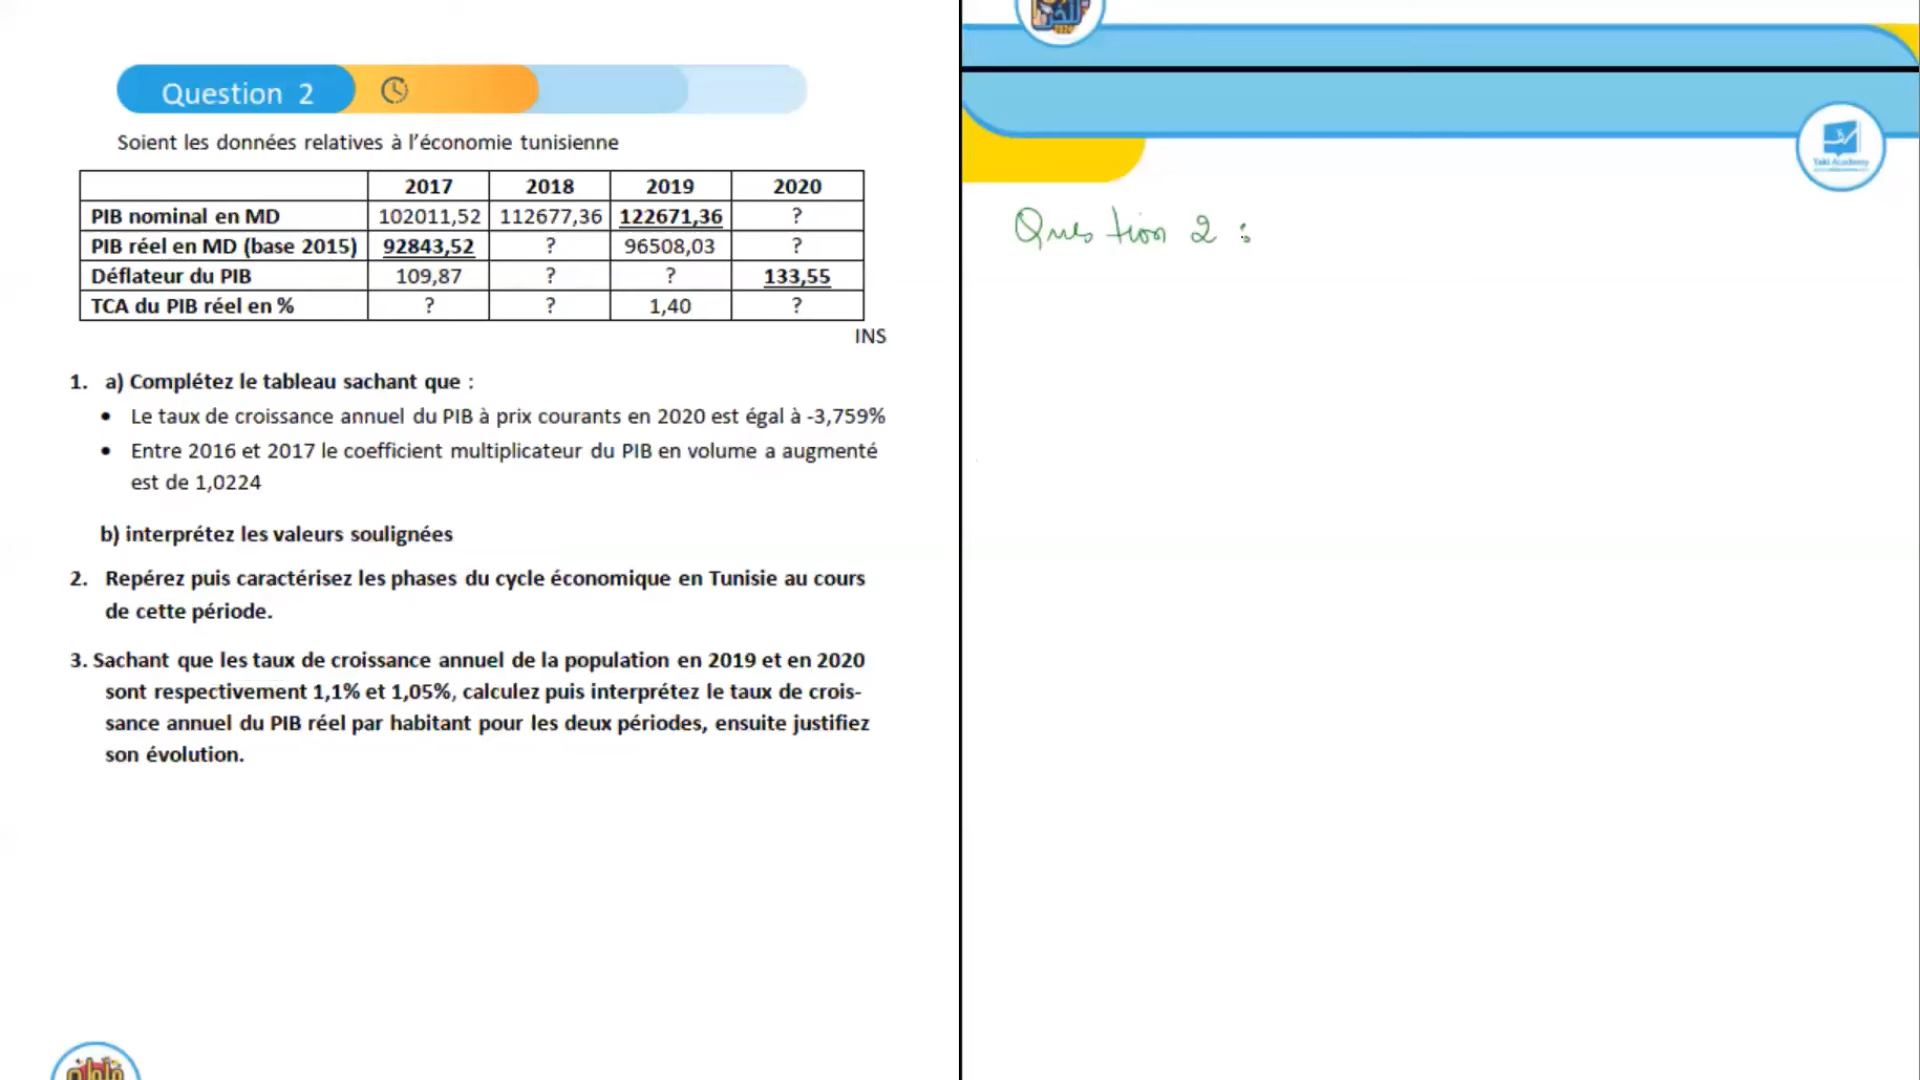 Question 2
Soient les données relatives à l'économie tunisienne
2017 2018 2019 2020
PIB nominal en MD 102011,52 112677,36 122671,36 ?
PIB réel en MD (base 2015) 92843,52 ? 96508,03 ?
Déflateur du PIB 109,87 ? ? 133,55
TCA du PIB réel en % ? ? 1,40 ?
INS
1. a) Complétez le tableau sachant que :
• Le taux de croissance annuel du PIB à prix courants en 2020 est égal à -3,759%
• Entre 2016 et 2017 le coefficient multiplicateur du PIB en volume a augmenté
est de 1,0224
b) interprétez les valeurs soulignées
2. Repérez puis caractérisez les phases du cycle économique en Tunisie au cours
de cette période.
3. Sachant que les taux de croissance annuel de la population en 2019 et en 2020
sont respectivement 1,1% et 1,05%, calculez puis interprétez le taux de crois-
sance annuel du PIB réel par habitant pour les deux périodes, ensuite justifiez
son évolution.
Question 2 :
Taki Academy